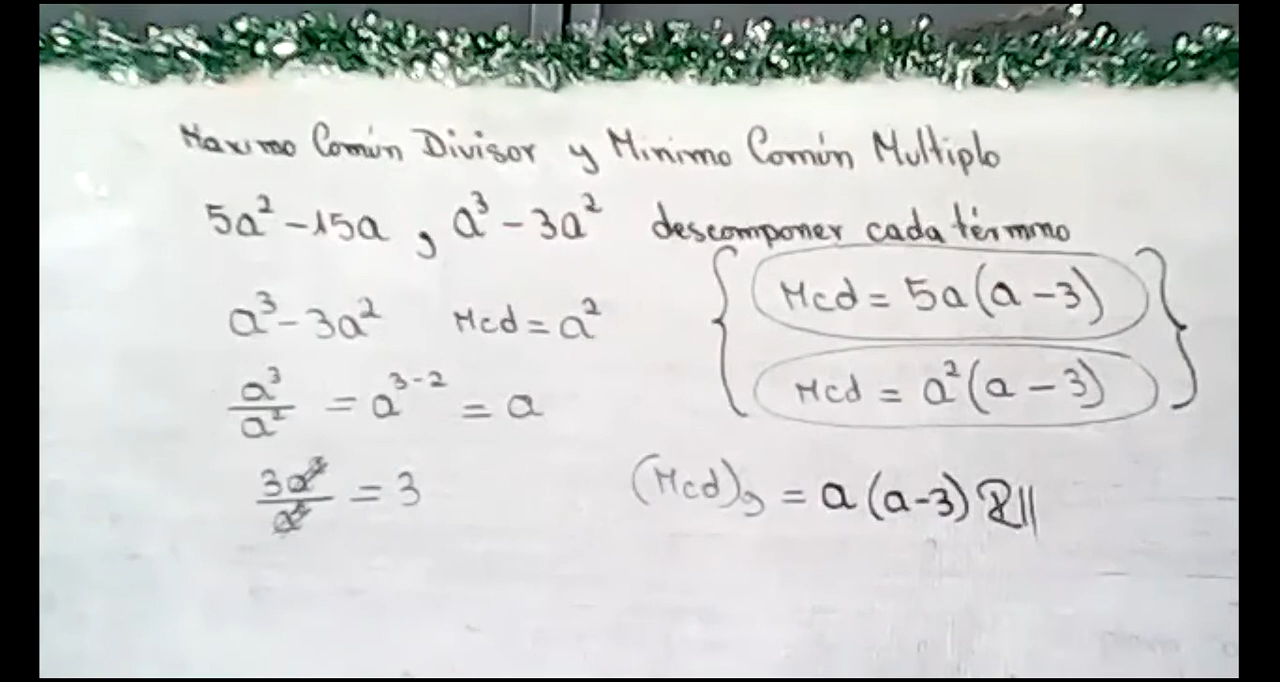 Maximo Común Divisor y Minimo Común Multiplo
5a² - 15a , a³ - 3a² descomponer cada término
a³ - 3a² Mcd = a²
Mcd = 5a(a - 3)
a³/a² = a³⁻² = a
Mcd = a²(a - 3)
3a²/a² = 3
(Mcd)g = a(a-3) R//